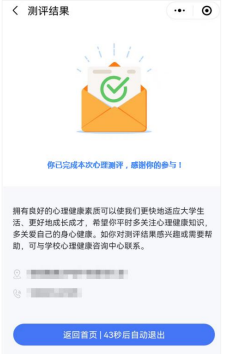 测评结果
你已完成本次心理测评，感谢你的参与！
拥有良好的心理健康素质可以使我们更快地适应大学生
活、更好地成长成才，希望你平时多关注心理健康知识，
多关爱自己的身心健康。如你对测评结果感兴趣或需要帮
助，可与学校心理健康咨询中心联系。
返回首页 | 43秒后自动退出